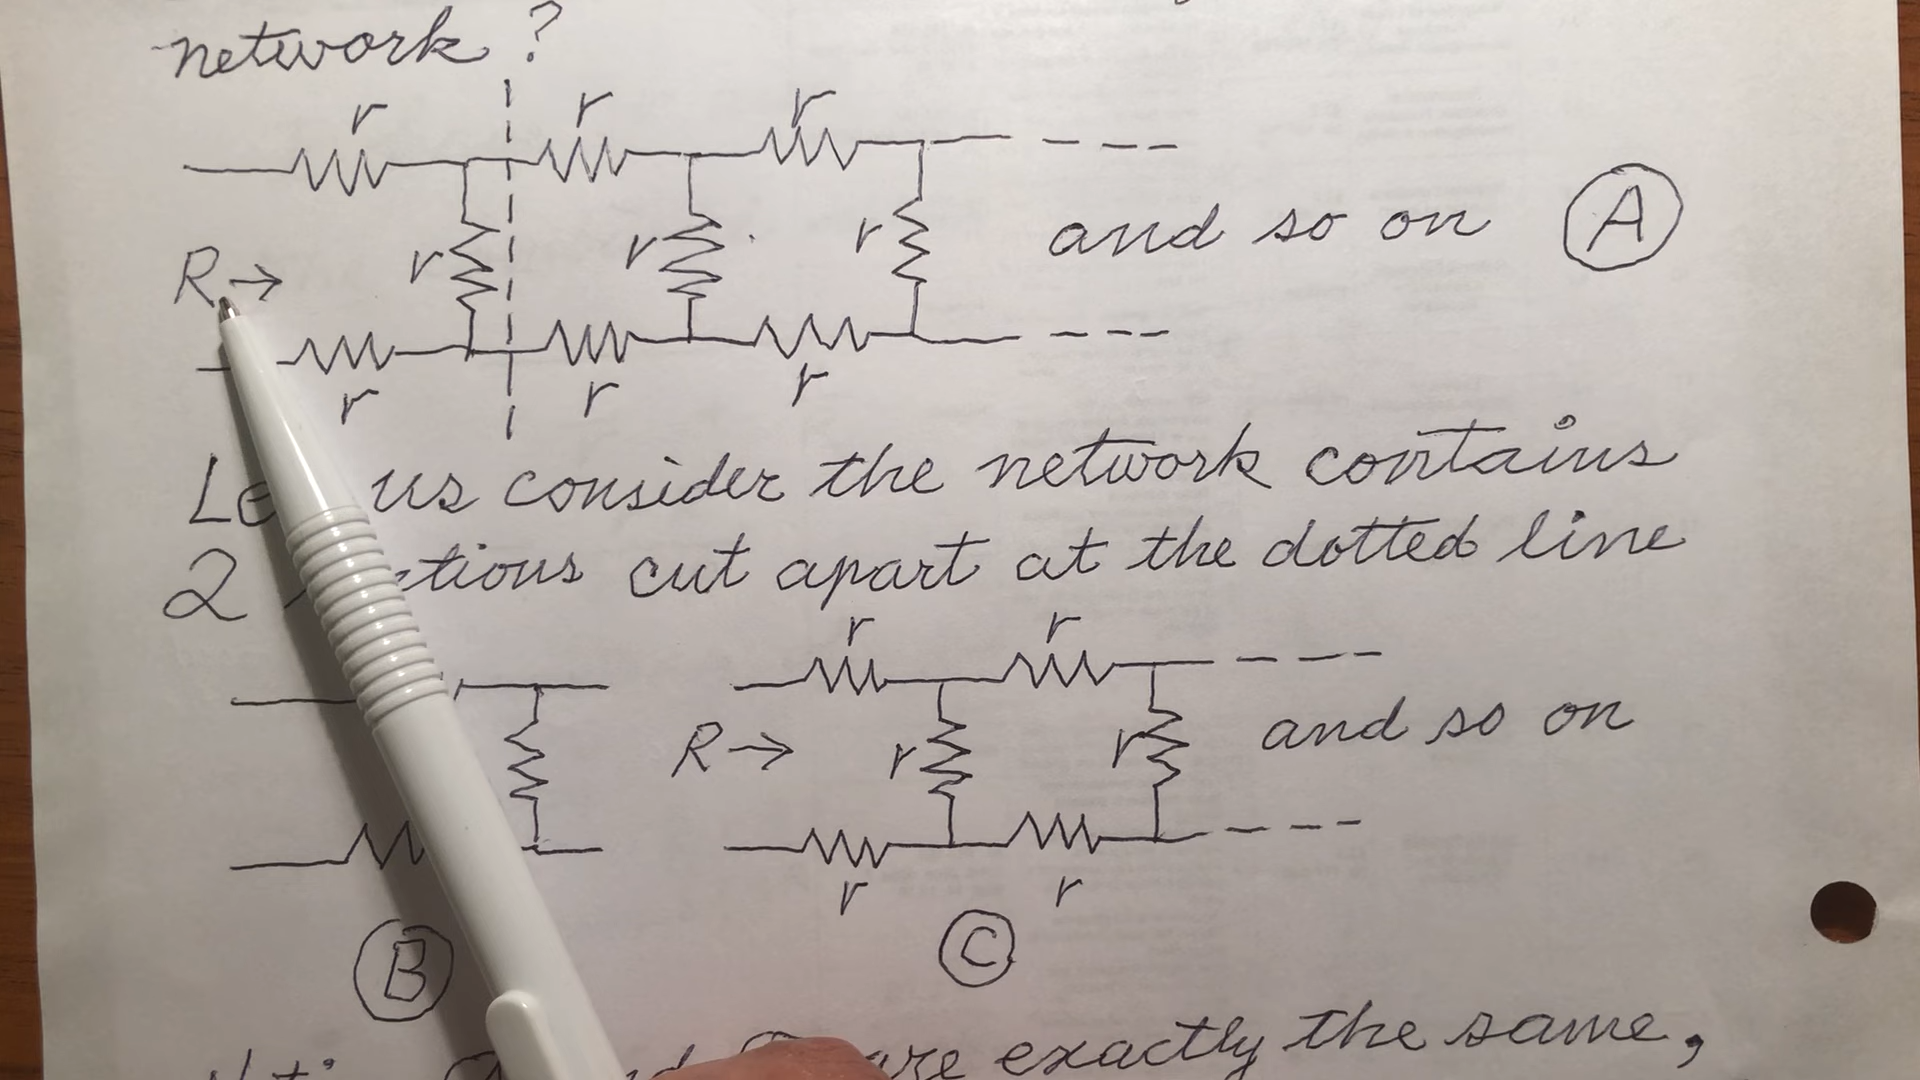 network ?
r r r
r r r and so on A
R →
r r r
us consider the network contains
2 cut apart at the dotted line
r r
R → r r and so on
r r
B C
are exactly the same,